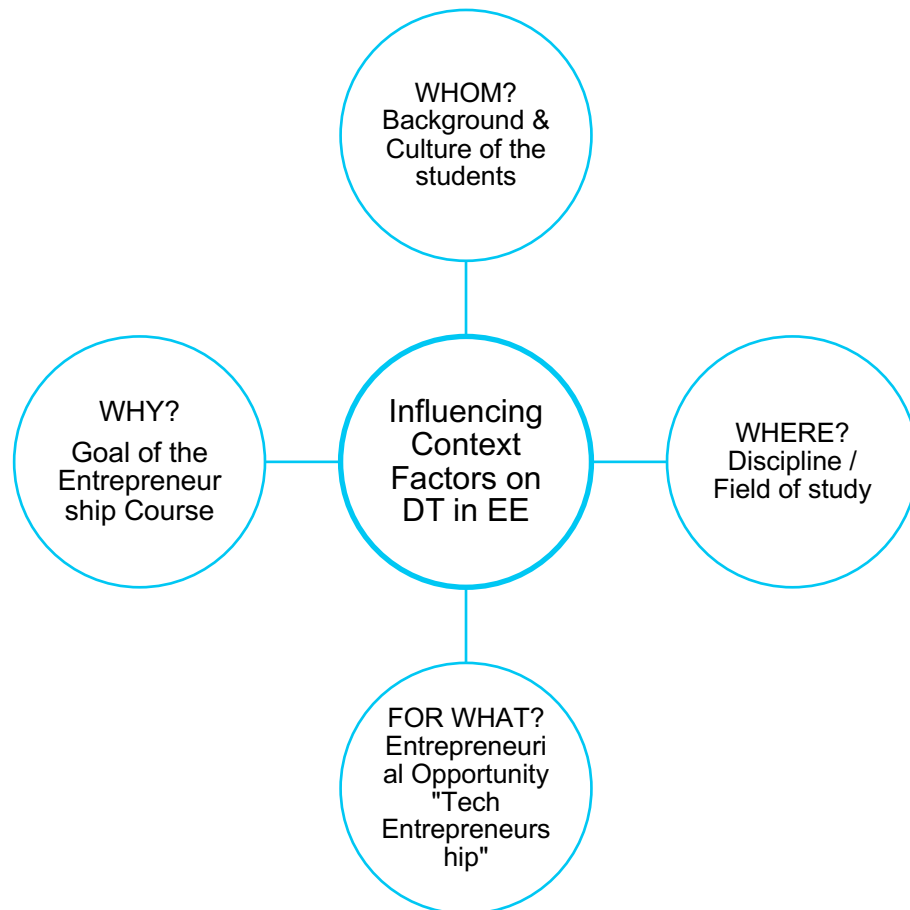 WHOM?
Background &
Culture of the
students
WHY?
Goal of the
Entrepreneur
ship Course
Influencing
Context
Factors on
DT in EE
WHERE?
Discipline /
Field of study
FOR WHAT?
Entrepreneuri
al Opportunity
"Tech
Entrepreneurs
hip"